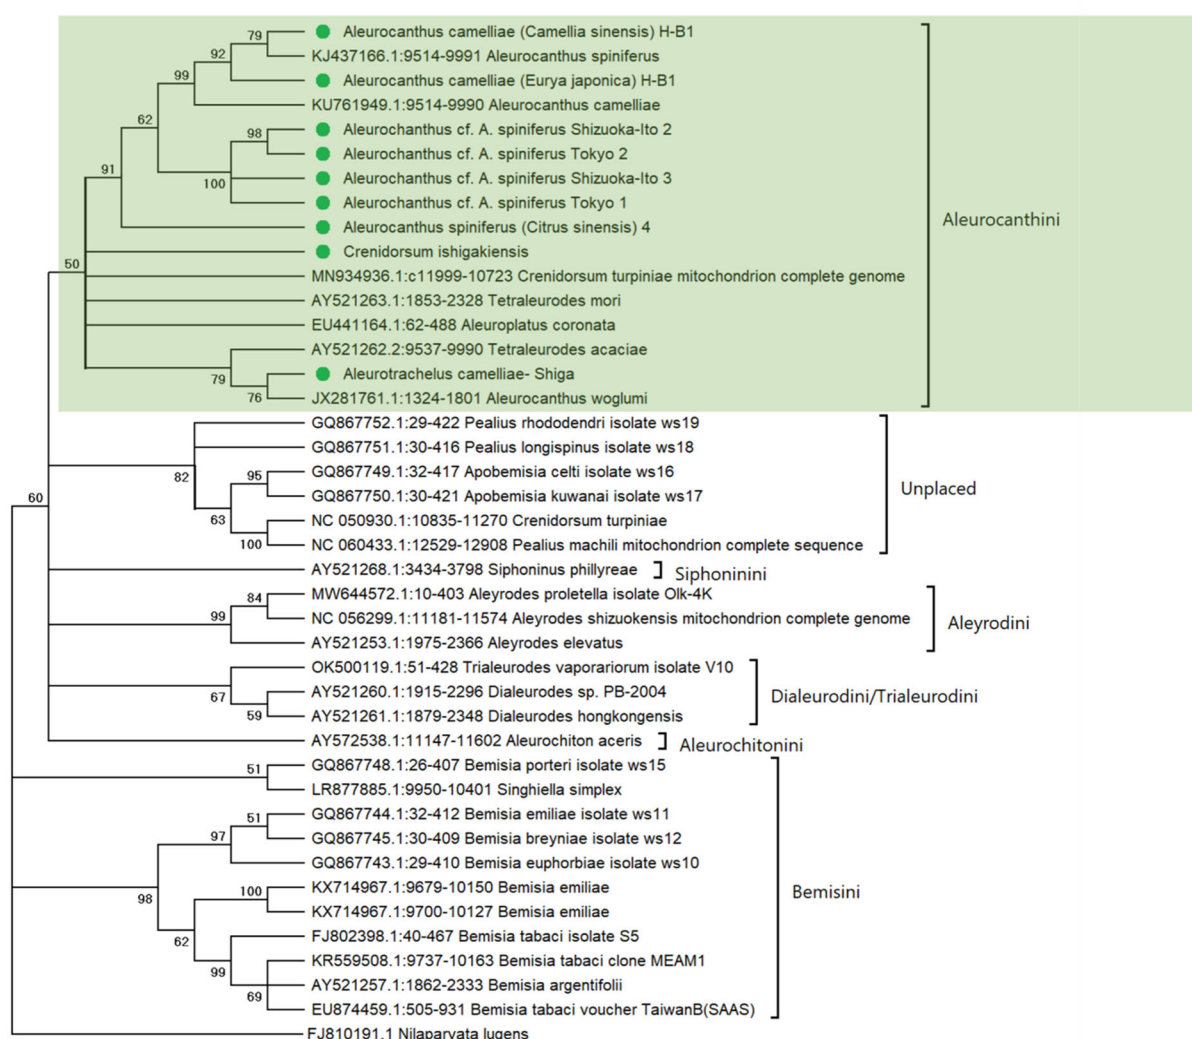 79
Aleurocanthus camelliae (Camellia sinensis) H-B1
92
KJ437166.1:9514-9991 Aleurocanthus spiniferus
99
Aleurocanthus camelliae (Eurya japonica) H-B1
KU761949.1:9514-9990 Aleurocanthus camelliae
62
98
Aleurochanthus cf. A. spiniferus Shizuoka-Ito 2
Aleurochanthus cf. A. spiniferus Tokyo 2
91
100
Aleurochanthus cf. A. spiniferus Shizuoka-Ito 3
Aleurochanthus cf. A. spiniferus Tokyo 1
Aleurocanthini
Aleurocanthus spiniferus (Citrus sinensis) 4
Crenidorsum ishigakiensis
50
MN934936.1:c11999-10723 Crenidorsum turpiniae mitochondrion complete genome
AY521263.1:1853-2328 Tetraleurodes mori
EU441164.1:62-488 Aleuroplatus coronata
AY521262.2:9537-9990 Tetraleurodes acaciae
79
Aleurotrachelus camelliae- Shiga
76
JX281761.1:1324-1801 Aleurocanthus woglumi
GQ867752.1:29-422 Pealius rhododendri isolate ws19
GQ867751.1:30-416 Pealius longispinus isolate ws18
82
95
GQ867749.1:32-417 Apobemisia celti isolate ws16
Unplaced
60
GQ867750.1:30-421 Apobemisia kuwanai isolate ws17
63
NC 050930.1:10835-11270 Crenidorsum turpiniae
100
NC 060433.1:12529-12908 Pealius machili mitochondrion complete sequence
AY521268.1:3434-3798 Siphoninus phillyreae
Siphoninini
84
MW644572.1:10-403 Aleyrodes proletella isolate Olk-4K
99
NC 056299.1:11181-11574 Aleyrodes shizuokensis mitochondrion complete genome
Aleyrodini
AY521253.1:1975-2366 Aleyrodes elevatus
OK500119.1:51-428 Trialeurodes vaporariorum isolate V10
67
AY521260.1:1915-2296 Dialeurodes sp. PB-2004
Dialeurodini/Trialeurodini
59
AY521261.1:1879-2348 Dialeurodes hongkongensis
AY572538.1:11147-11602 Aleurochiton aceris
Aleurochitonini
51
GQ867748.1:26-407 Bemisia porteri isolate ws15
LR877885.1:9950-10401 Singhiella simplex
51
GQ867744.1:32-412 Bemisia emiliae isolate ws11
97
GQ867745.1:30-409 Bemisia breyniae isolate ws12
GQ867743.1:29-410 Bemisia euphorbiae isolate ws10
98
100
KX714967.1:9679-10150 Bemisia emiliae
Bemisini
KX714967.1:9700-10127 Bemisia emiliae
62
FJ802398.1:40-467 Bemisia tabaci isolate S5
99
KR559508.1:9737-10163 Bemisia tabaci clone MEAM1
AY521257.1:1862-2333 Bemisia argentifolii
69
EU874459.1:505-931 Bemisia tabaci voucher TaiwanB(SAAS)
FJ810191.1 Nilaparvata lugens